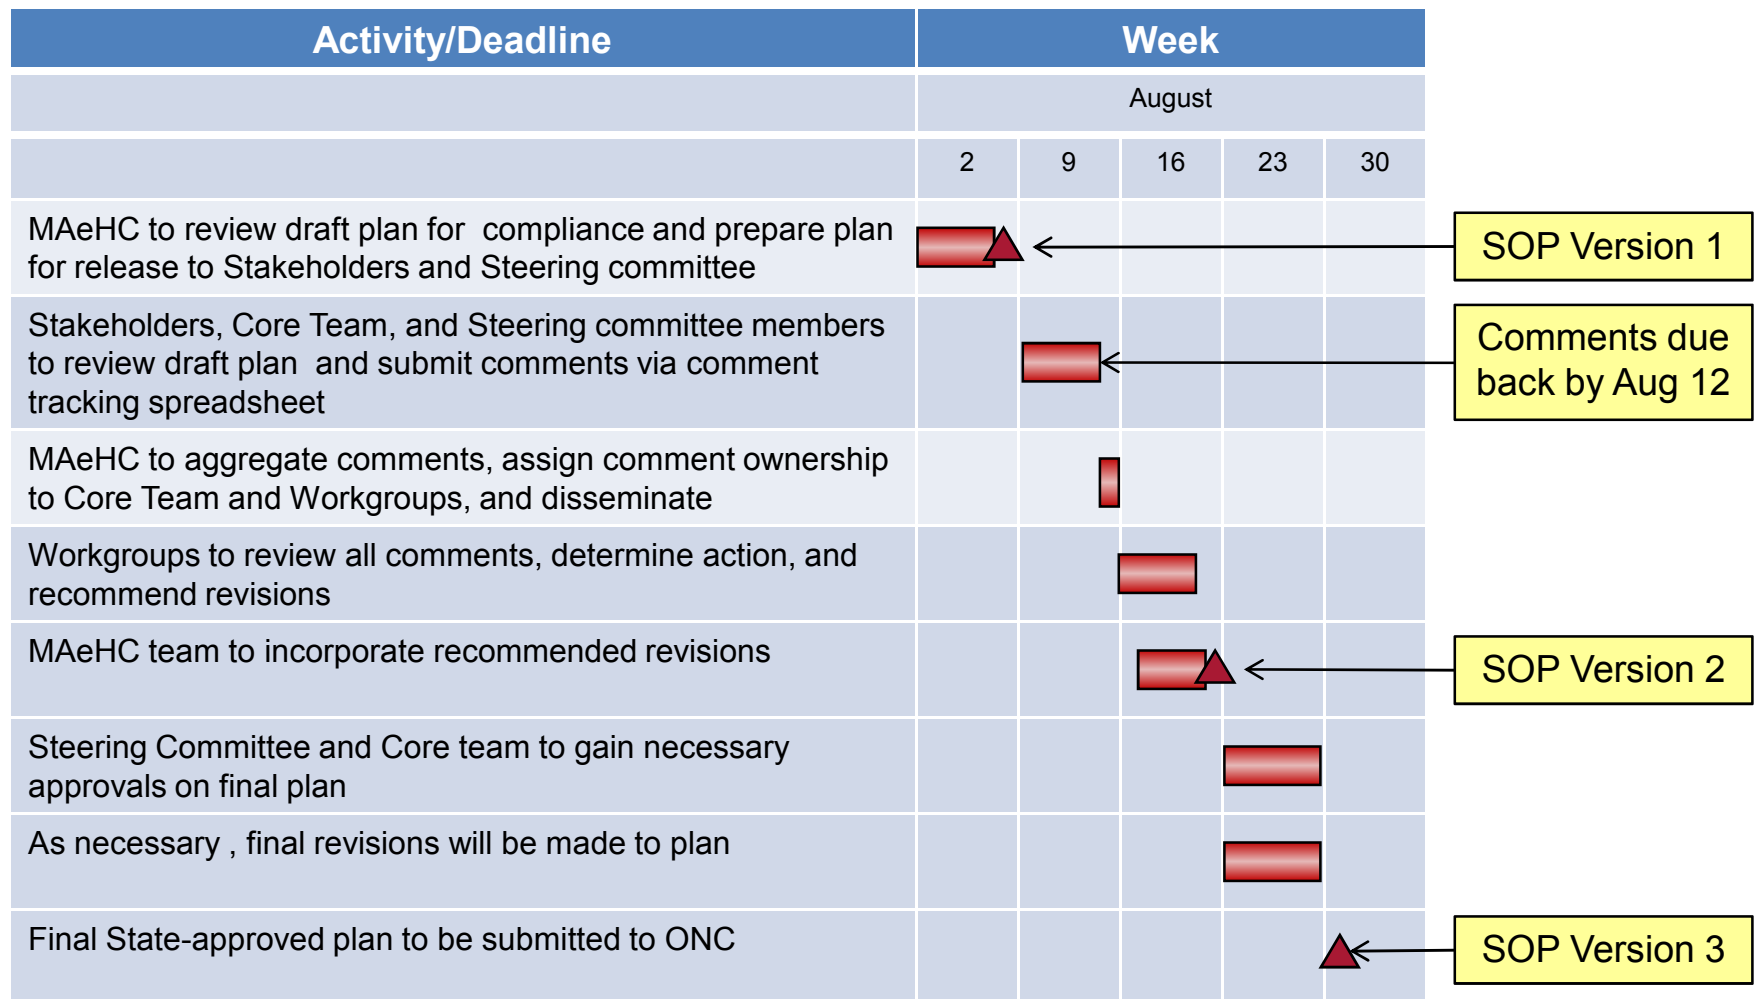 Activity/Deadline
Week
August
2 9 16 23 30
MAeHC to review draft plan for  compliance and prepare plan
for release to Stakeholders and Steering committee
SOP Version 1
Stakeholders, Core Team, and Steering committee members
to review draft plan  and submit comments via comment
tracking spreadsheet
Comments due
back by Aug 12
MAeHC to aggregate comments, assign comment ownership
to Core Team and Workgroups, and disseminate
Workgroups to review all comments, determine action, and
recommend revisions
MAeHC team to incorporate recommended revisions
SOP Version 2
Steering Committee and Core team to gain necessary
approvals on final plan
As necessary , final revisions will be made to plan
Final State-approved plan to be submitted to ONC
SOP Version 3